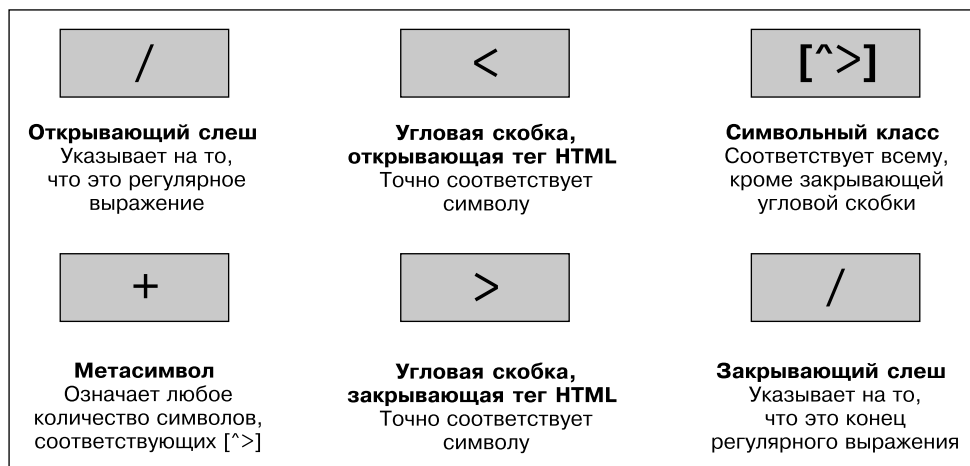 /
Открывающий слеш
Указывает на то,
что это регулярное
выражение
<
Угловая скобка,
открывающая тег HTML
Точно соответствует
символу
[^>]
Символьный класс
Соответствует всему,
кроме закрывающей
угловой скобки
+
Метасимвол
Означает любое
количество символов,
соответствующих [^>]
>
Угловая скобка,
закрывающая тег HTML
Точно соответствует
символу
/
Закрывающий слеш
Указывает на то,
что это конец
регулярного выражения